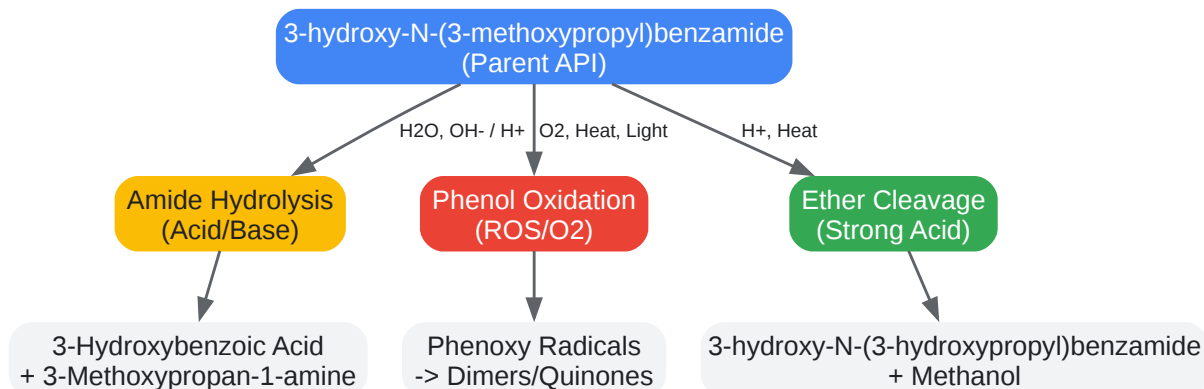 3-hydroxy-N-(3-methoxypropyl)benzamide
(Parent API)
H2O, OH- / H+
O2, Heat, Light
H+, Heat
Amide Hydrolysis
(Acid/Base)
Phenol Oxidation
(ROS/O2)
Ether Cleavage
(Strong Acid)
3-Hydroxybenzoic Acid
+ 3-Methoxypropan-1-amine
Phenoxy Radicals
-> Dimers/Quinones
3-hydroxy-N-(3-hydroxypropyl)benzamide
+ Methanol